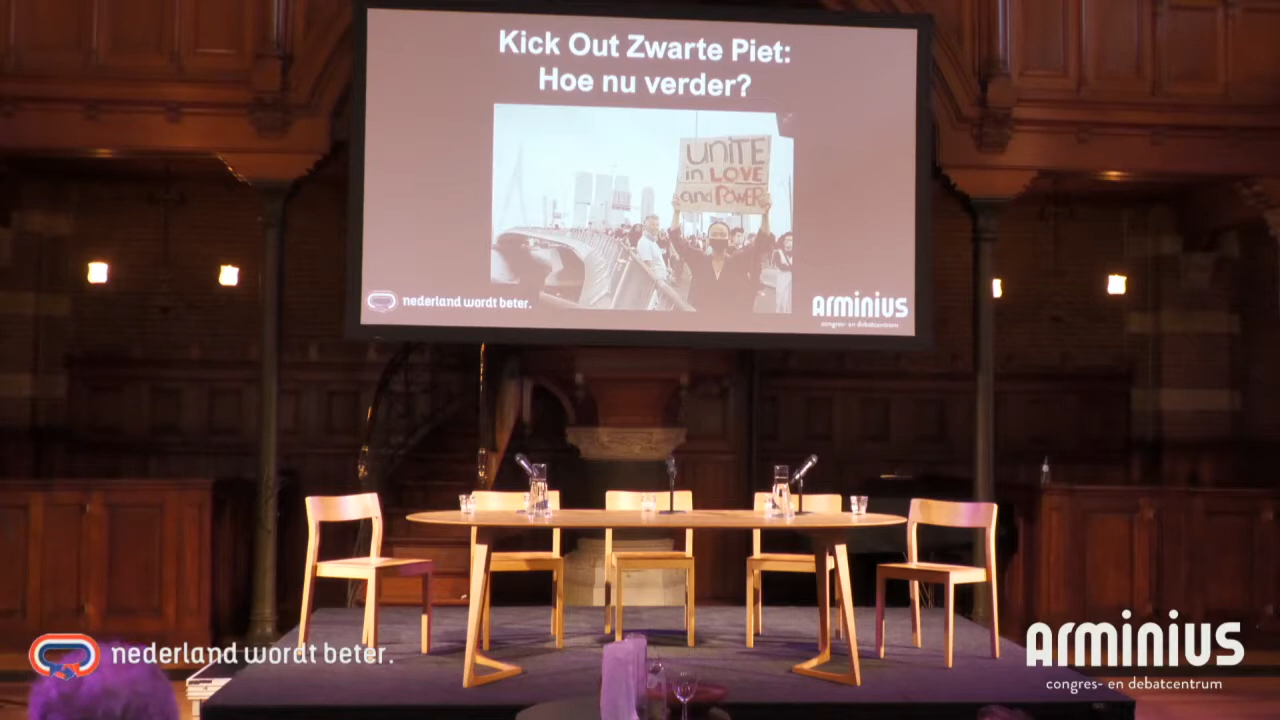 Kick Out Zwarte Piet:
Hoe nu verder?
UNITE
in LOVE
and POWER
nederland wordt beter.
arminius
congres- en debatcentrum
nederland wordt beter.
arminius
congres- en debatcentrum